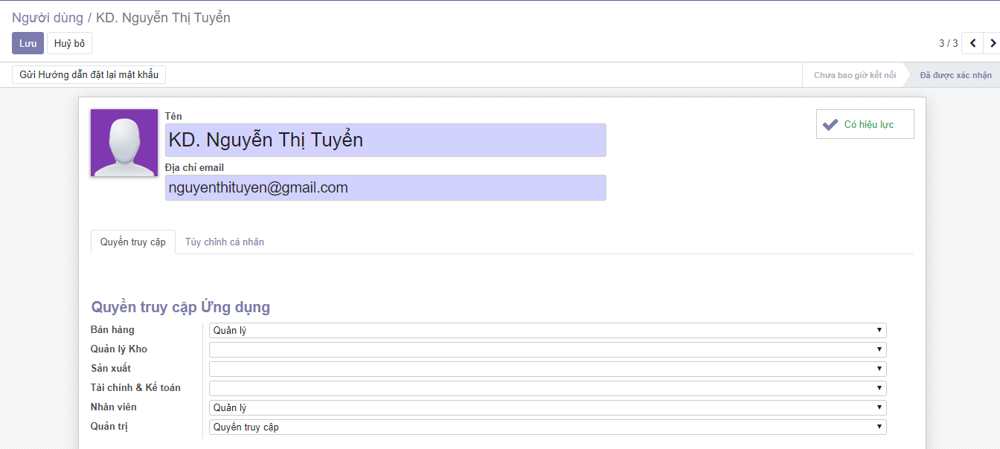 Người dùng / KD. Nguyễn Thị Tuyển
Lưu Huỷ bỏ 3 / 3
Gửi Hướng dẫn đặt lại mật khẩu Chưa bao giờ kết nối Đã được xác nhận
Tên
KD. Nguyễn Thị Tuyển
Có hiệu lực
Địa chỉ email
nguyenthituyen@gmail.com
Quyền truy cập Tùy chỉnh cá nhân
Quyền truy cập Ứng dụng
Bán hàng Quản lý
Quản lý Kho
Sản xuất
Tài chính & Kế toán
Nhân viên Quản lý
Quản trị Quyền truy cập